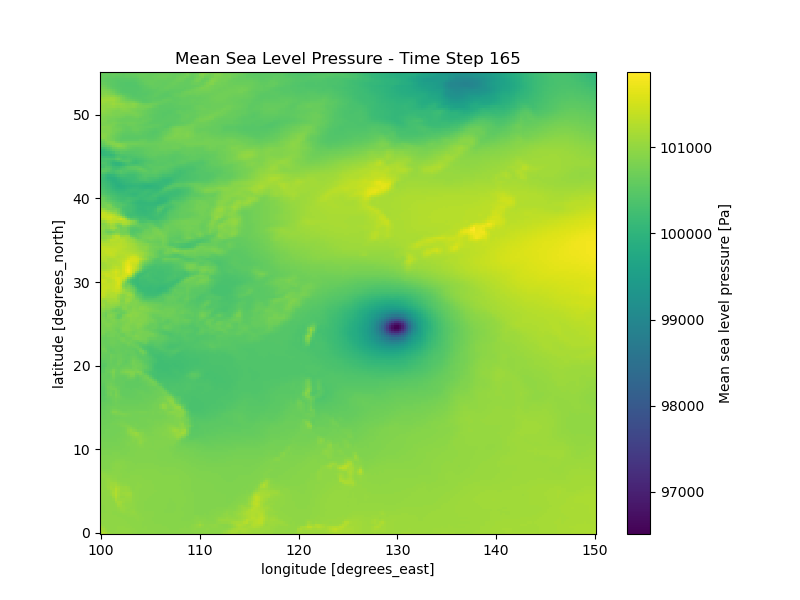 Mean Sea Level Pressure - Time Step 165
50
40
30
20
10
0
latitude [degrees_north]
100 110 120 130 140 150
longitude [degrees_east]
101000
100000
99000
98000
97000
Mean sea level pressure [Pa]